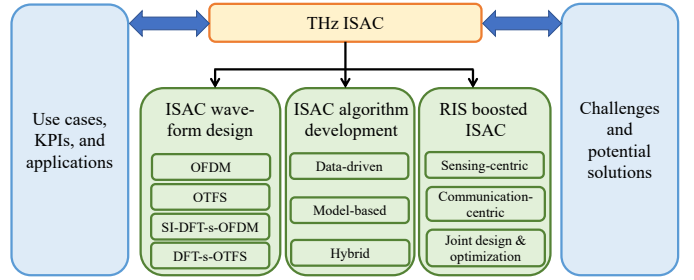 THz ISAC
Use cases,
KPIs, and
applications
ISAC wave-
form design
OFDM
OTFS
SI-DFT-s-OFDM
DFT-s-OTFS
ISAC algorithm
development
Data-driven
Model-based
Hybrid
RIS boosted
ISAC
Sensing-centric
Communication-
centric
Joint design &
optimization
Challenges
and
potential
solutions